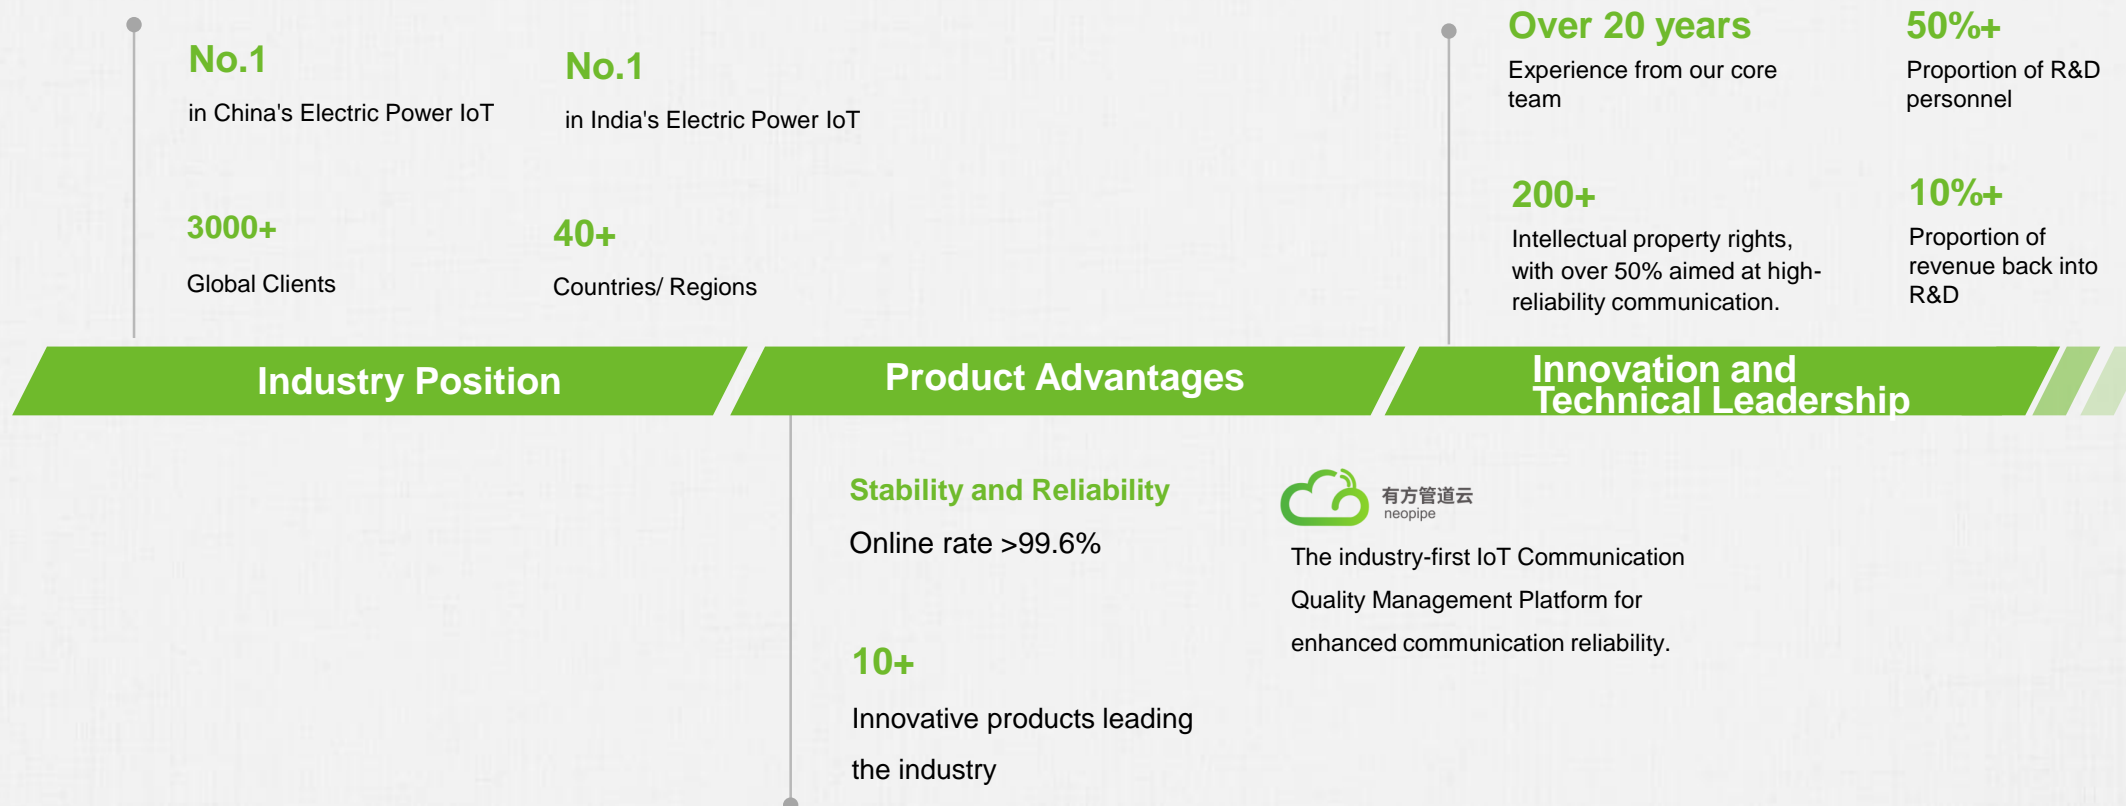 No.1
in China's Electric Power IoT
No.1
in India's Electric Power IoT
3000+
Global Clients
40+
Countries/ Regions
Over 20 years
Experience from our core
team
50%+
Proportion of R&D
personnel
200+
Intellectual property rights,
with over 50% aimed at high-
reliability communication.
10%+
Proportion of
revenue back into
R&D
Industry Position
Product Advantages
Innovation and
Technical Leadership
Stability and Reliability
Online rate >99.6%
10+
Innovative products leading
the industry
有方管道云
neopipe
The industry-first IoT Communication
Quality Management Platform for
enhanced communication reliability.